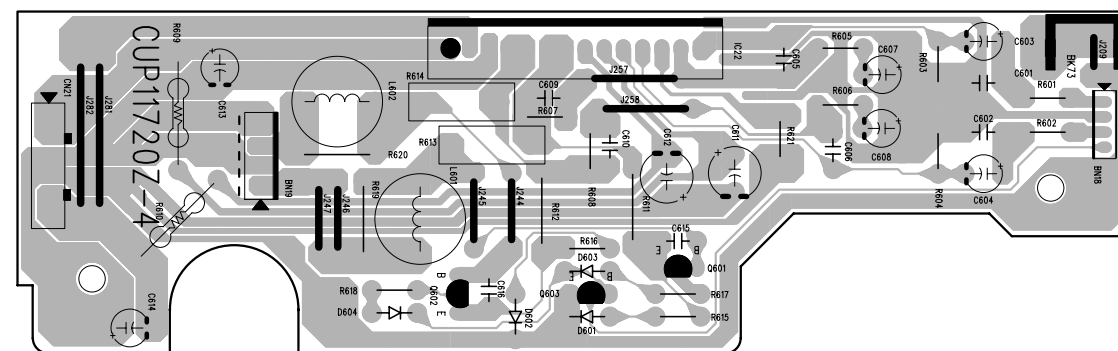 CUP11720Z-4
R609
C613
CN21
J282
J281
BN19
L602
R614
R613
R620
IC22
J257
J258
C609
R607
C610
C612
C611
C605
R605
C607
R606
R621
C606
C608
R603
C603
C601
R601
C602
R602
C604
R604
BK73
J209
BN18
R610
J247
J246
R619
L601
J245
J244
R612
R608
R611
C615
E
B
Q601
R616
D603
E
B
Q603
R617
R615
D601
D602
C616
B
Q602
E
R618
D604
C614
+
+
+
+
+
+
+
+